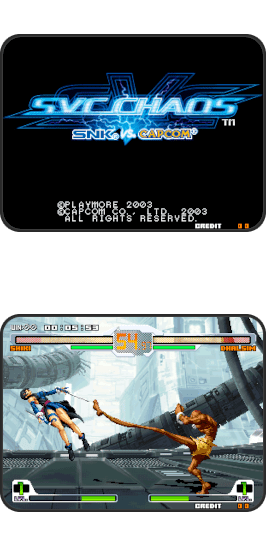 SVC CHAOS TM
SNK® vs. CAPCOM®
©PLAYMORE 2003
©CAPCOM CO., LTD. 2003
ALL RIGHTS RESERVED.
CREDIT 00
00:05:53
54
DHALSIM
CREDIT 00